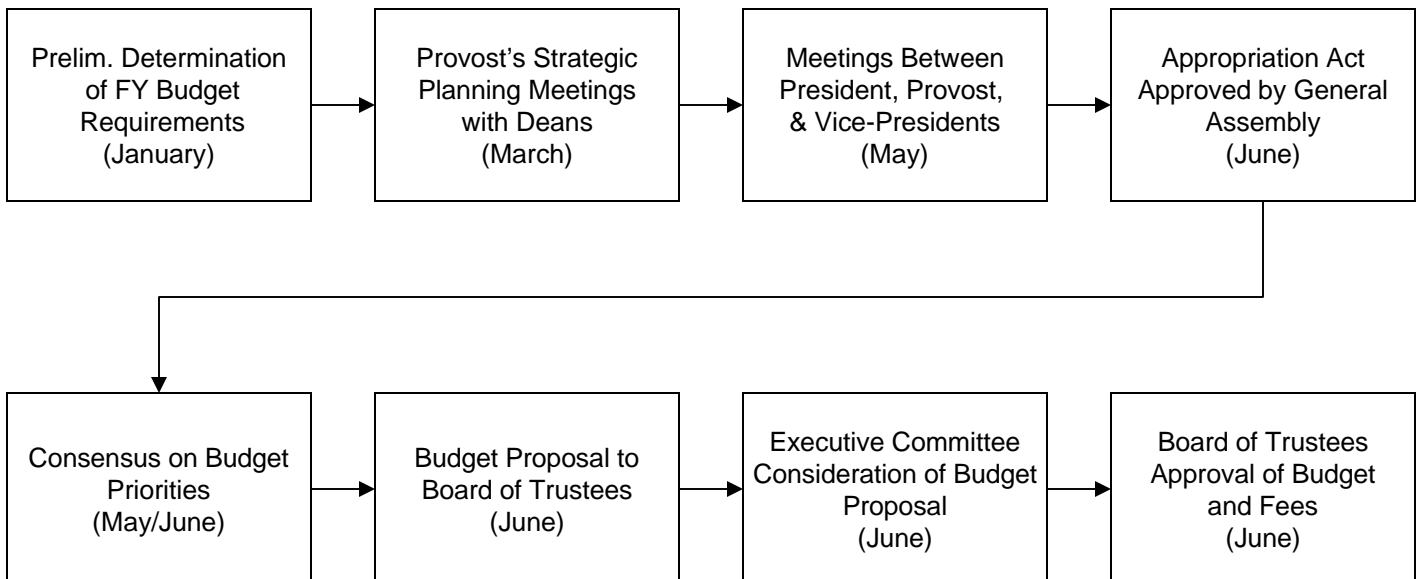 Prelim. Determination
of FY Budget
Requirements
(January)
Provost’s Strategic
Planning Meetings
with Deans
(March)
Meetings Between
President, Provost,
& Vice-Presidents
(May)
Appropriation Act
Approved by General
Assembly
(June)
Consensus on Budget
Priorities
(May/June)
Budget Proposal to
Board of Trustees
(June)
Executive Committee
Consideration of Budget
Proposal
(June)
Board of Trustees
Approval of Budget
and Fees
(June)